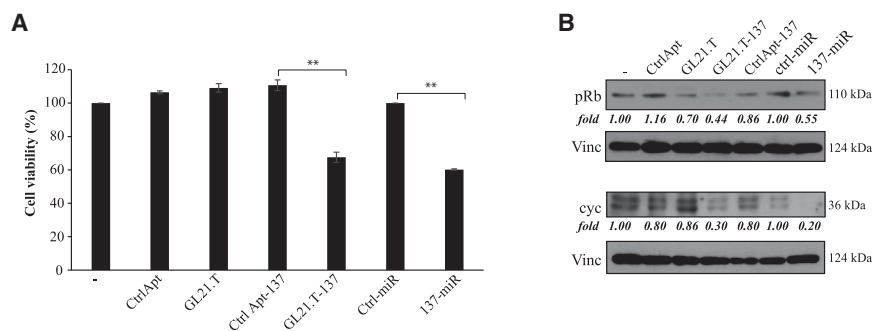 A
Cell viability (%)
120
100
80
60
40
20
0
**
**
-
CtrlApt
GL21.T
Ctrl Apt-137
GL21.T-137
Ctrl-miR
137-miR
B
-
CtrlApt
GL21.T
GL21.T-137
CtrlApt-137
ctrl-miR
137-miR
pRb
110 kDa
fold 1.00 1.16 0.70 0.44 0.86 1.00 0.55
Vinc
124 kDa
cyc
36 kDa
fold 1.00 0.80 0.86 0.30 0.80 1.00 0.20
Vinc
124 kDa